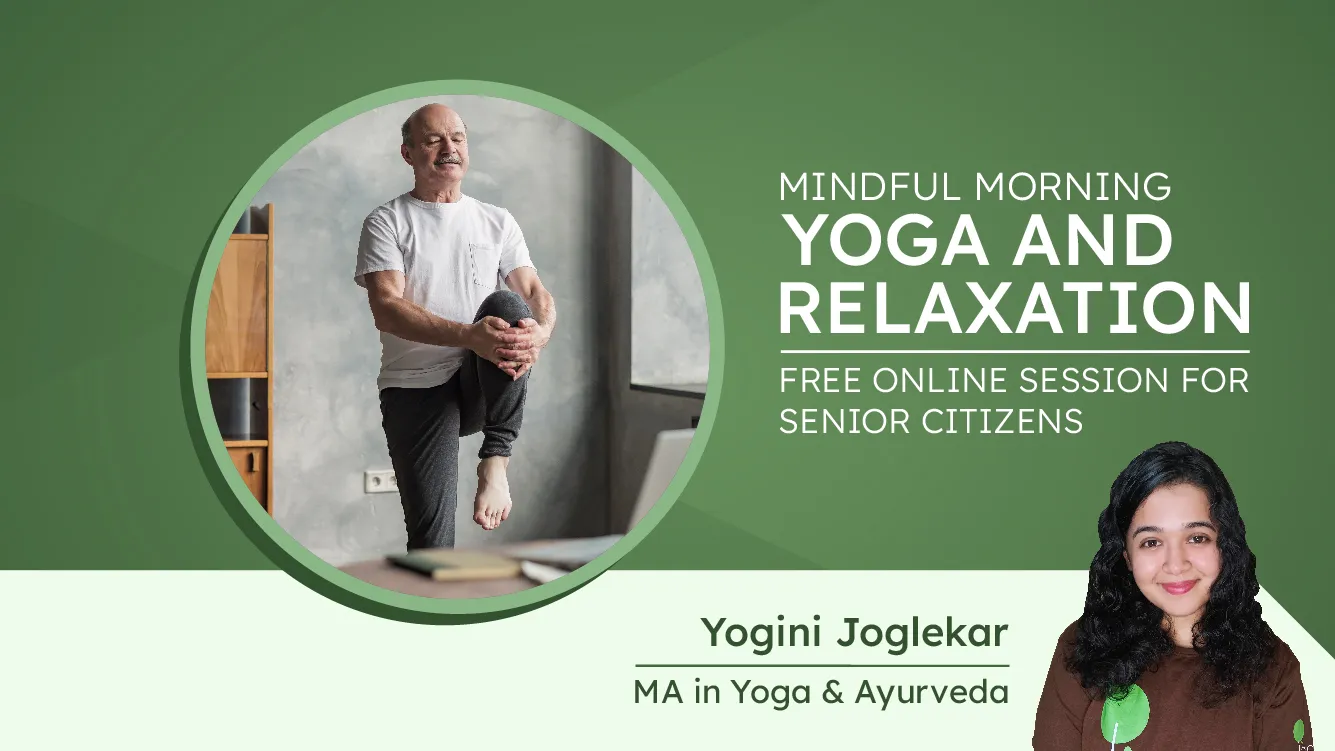 MINDFUL MORNING
YOGA AND
RELAXATION
FREE ONLINE SESSION FOR
SENIOR CITIZENS
Yogini Joglekar
MA in Yoga & Ayurveda